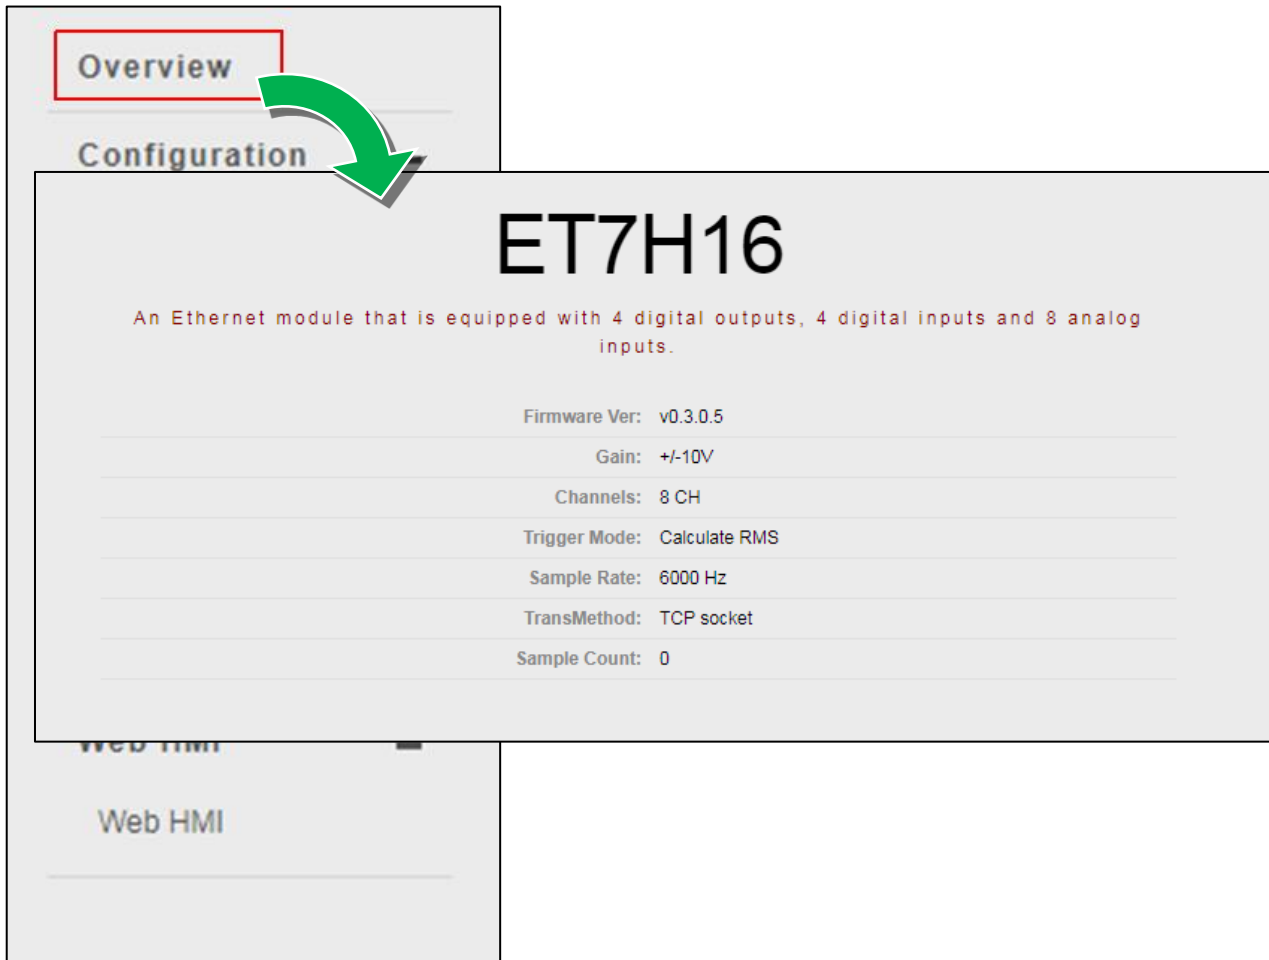 Overview
Configuration
ET7H16
An Ethernet module that is equipped with 4 digital outputs, 4 digital inputs and 8 analog
inputs.
Firmware Ver: v0.3.0.5
Gain: +/-10V
Channels: 8 CH
Trigger Mode: Calculate RMS
Sample Rate: 6000 Hz
TransMethod: TCP socket
Sample Count: 0
Web HMI
Web HMI